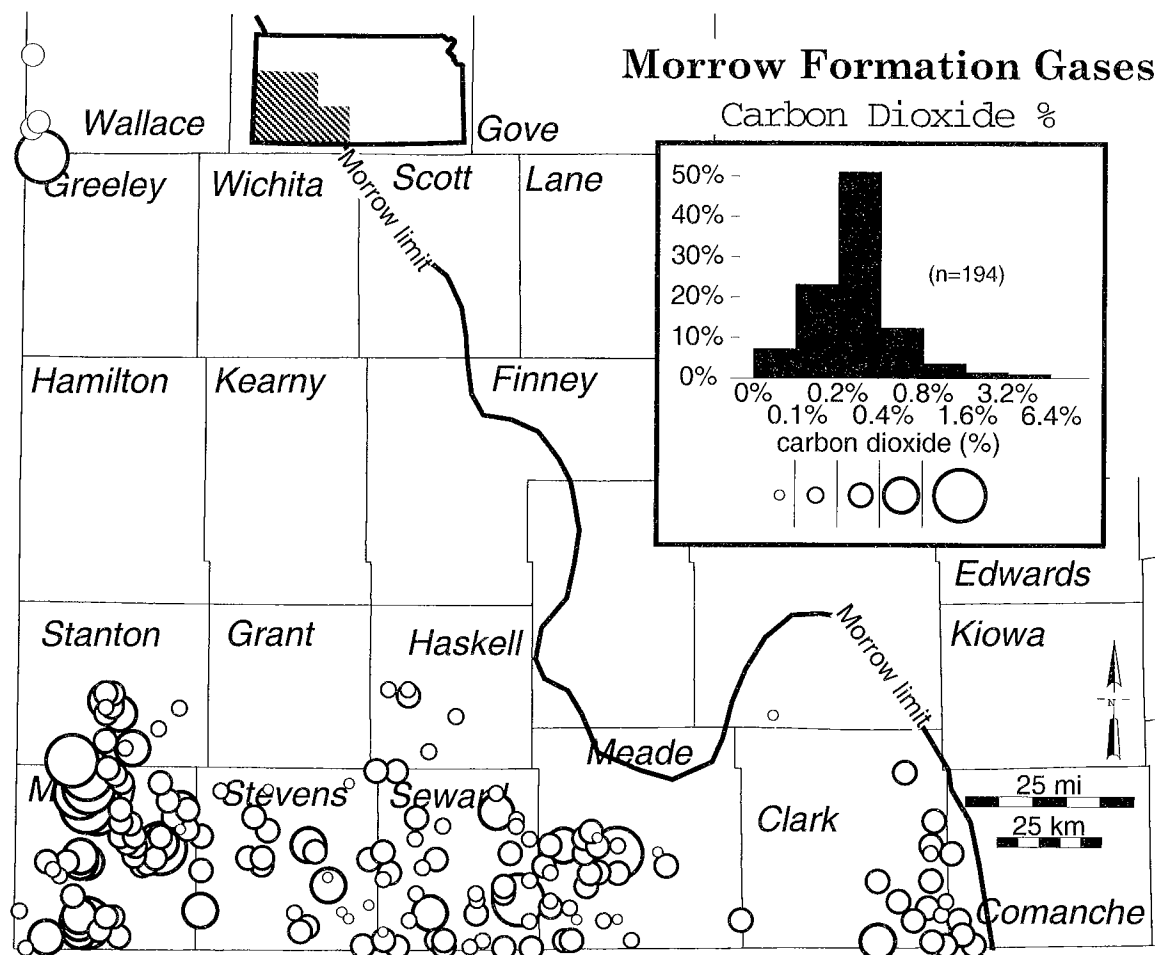 Morrow Formation Gases
Carbon Dioxide %
Wallace
Gove
Greeley
Wichita
Scott
Lane
Morrow limit
50%
40%
30%
20%
10%
0%
(n=194)
0% 0.2% 0.8% 3.2%
0.1% 0.4% 1.6% 6.4%
carbon dioxide (%)
Hamilton
Kearny
Finney
Edwards
Stanton
Grant
Haskell
Morrow limit
Kiowa
N
Meade
M
Stevens
Seward
Clark
25 mi
25 km
Comanche